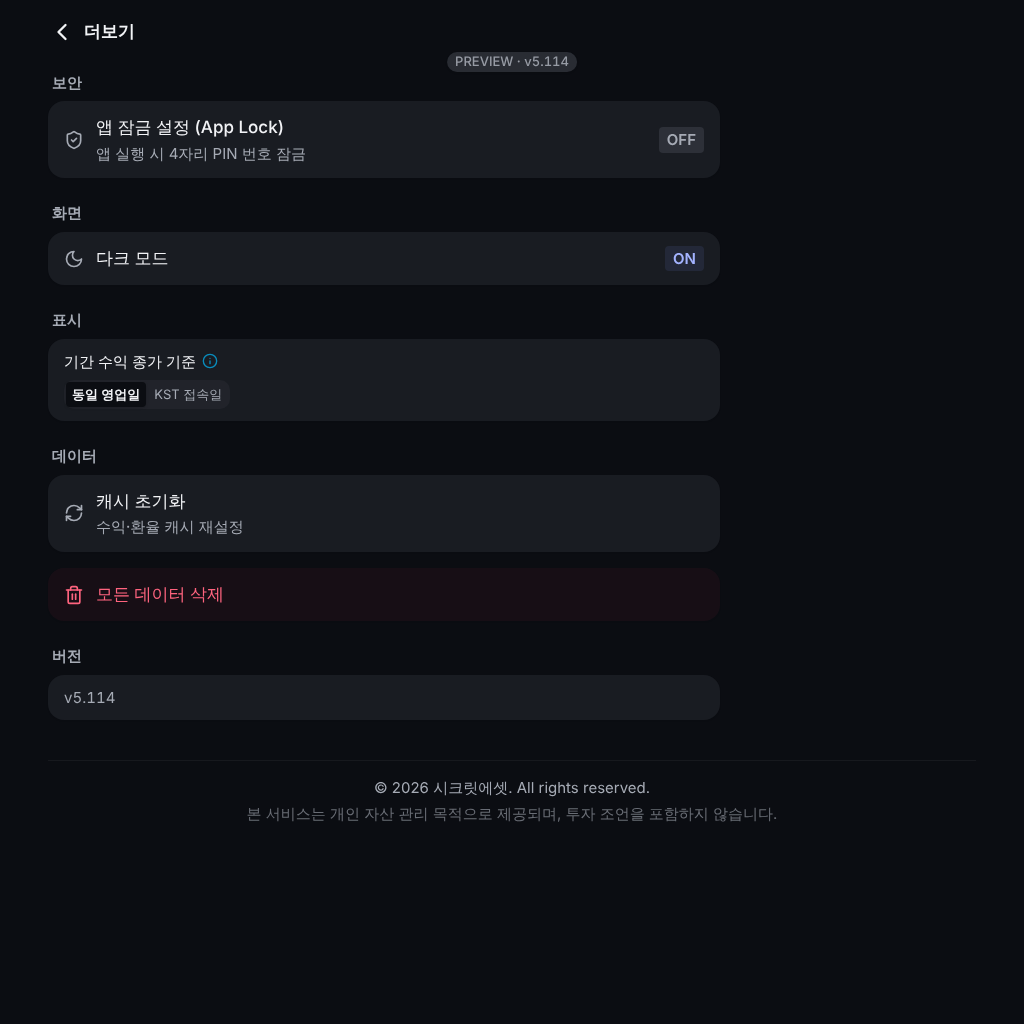 더보기
PREVIEW · v5.114
보안
앱 잠금 설정 (App Lock)
앱 실행 시 4자리 PIN 번호 잠금
OFF
화면
다크 모드
ON
표시
기간 수익 종가 기준
동일 영업일 KST 접속일
데이터
캐시 초기화
수익·환율 캐시 재설정
모든 데이터 삭제
버전
v5.114
© 2026 시크릿에셋. All rights reserved.
본 서비스는 개인 자산 관리 목적으로 제공되며, 투자 조언을 포함하지 않습니다.